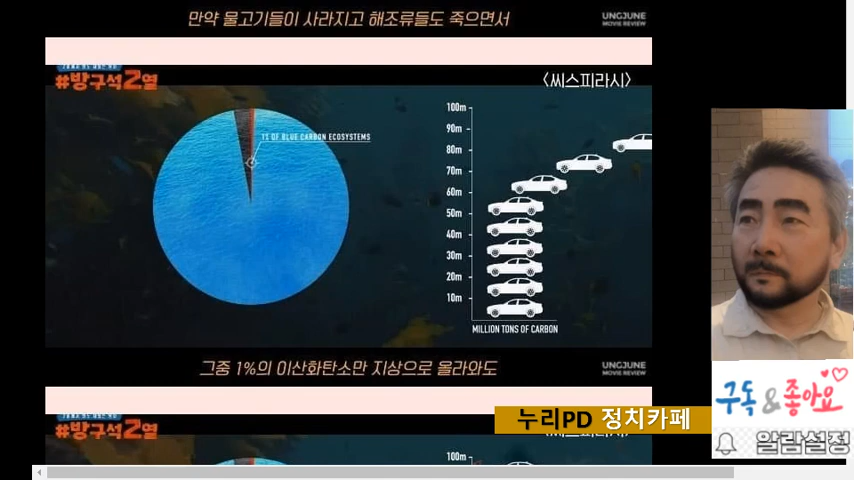 만약 물고기들이 사라지고 해조류들도 죽으면서
UNGJUNE
MOVIE REVIEW
#방구석2열
〈씨스피라시〉
1% OF BLUE CARBON ECOSYSTEMS
100m
90m
80m
70m
60m
50m
40m
30m
20m
10m
MILLION TONS OF CARBON
그중 1%의 이산화탄소만 지상으로 올라와도
UNGJUNE
MOVIE REVIEW
구독&좋아요
누리PD 정치카페
#방구석2열
알람설정
100m